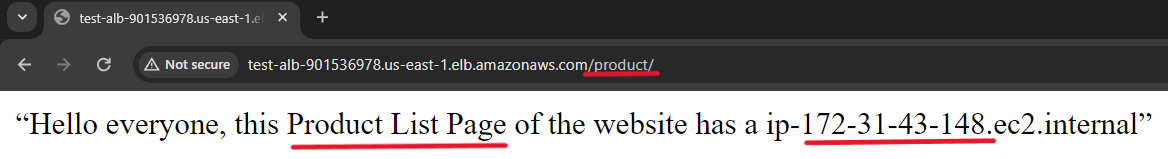 test-alb-901536978.us-east-1.el
Not secure
test-alb-901536978.us-east-1.elb.amazonaws.com/product/
“Hello everyone, this Product List Page of the website has a ip-172-31-43-148.ec2.internal”